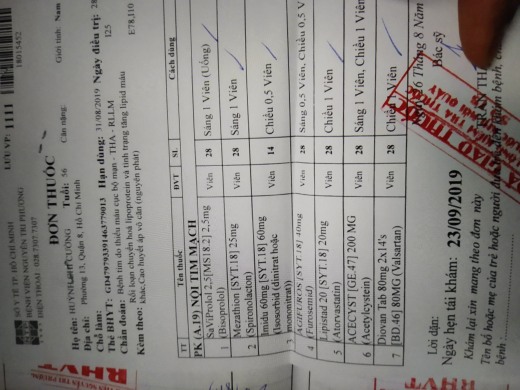 SỞ Y TẾ TP. HỒ CHÍ MINH
BỆNH VIỆN NGUYỄN TRI PHƯƠNG
ĐIỆN THOẠI : 028.7307.7307
LƯU VP: 1111
18015452
ĐƠN THUỐC
Họ tên: HUỲNH CHÍ CƯỜNG Tuổi: 56 Cân nặng: Giới tính: Nam
Địa chỉ: Phường 13, Quận 8, Hồ Chí Minh
Chỗ làm:
Thẻ BHYT: GD479793391463779013 Hạn dùng: 31/08/2019 Ngày điều trị: 28
Chẩn đoán: Bệnh tim do thiếu máu cục bộ mạn - THA - RLLM I25
Kèm theo: Rối loạn chuyển hoá lipoprotein và tình trạng tăng lipid máu khác,Cao huyết áp vô căn (nguyên phát) E78,I10
TT Tên thuốc ĐVT SL Cách dùng
PK (A.19) NỘI TIM MẠCH
1 SaViProlol 2,5[MS18.2] 2,5mg (Bisoprolol) Viên 28 Sáng 1 Viên (Uống)
2 Mezathion [SYT.18] 25mg (Spironolacton) Viên 28 Sáng 1 Viên
3 Imidu 60mg [SYT.18] 60mg (Isosorbid (dinitrat hoặc mononitrat)) Viên 14 Chiều 0,5 Viên
4 AGIFUROS [SYT.18] 40mg (Furosemid) Viên 28 Sáng 0,5 Viên, Chiều 0,5 V
5 Lipistad 20 [SYT.18] 20mg (Atorvastatin) Viên 28 Chiều 1 Viên
6 ACECYST [GE.47] 200 MG (Acetylcystein) Viên 28 Sáng 1 Viên, Chiều 1 Viên
7 Diovan Tab 80mg 2x14's [BD.46] 80MG (Valsartan) Viên 28 Chiều 1 Viên
Ngày 26 Tháng 8 Năm
Lời dặn: Bác sỹ
Ngày hẹn tái khám: 23/09/2019
Khám lại xin mang theo đơn này
TRẦN
Tên bố hoặc mẹ của trẻ hoặc người đưa trẻ đến khám bệnh, chữa bệnh :
GIAO THUỐC
RHYT
RHYT